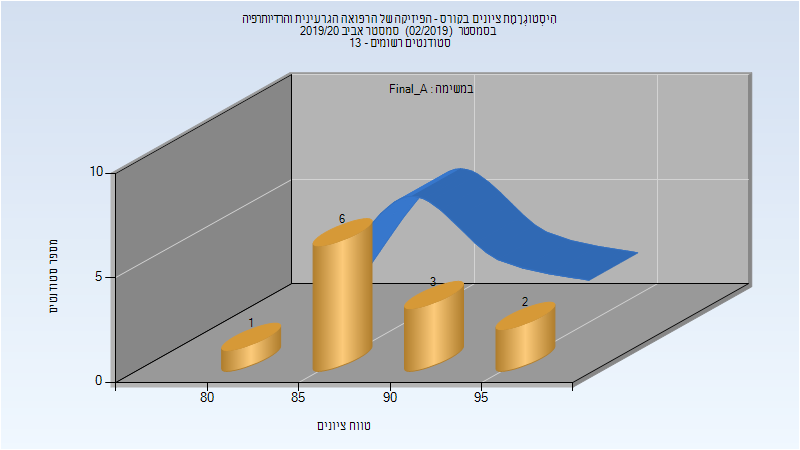 היסטוגרמת ציונים בקורס - הפיזיקה של הרפואה הגרעינית והרדיותרפיה
בסמסטר (02/2019) סמסטר אביב 2019/20
סטודנטים רשומים - 13
במשימה : Final_A
מספר סטודנטים
10
5
0
1
6
3
2
80
85
90
95
טווח ציונים